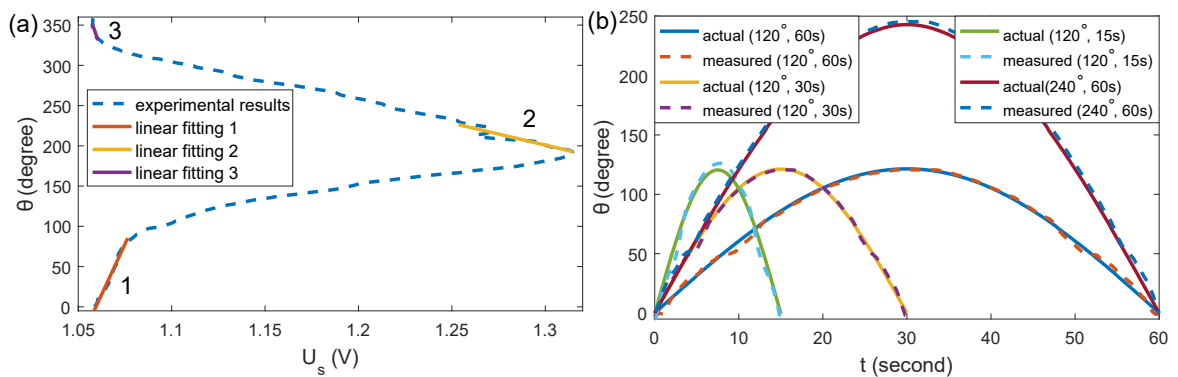 (a)
350
300
250
200
150
100
50
0
θ (degree)
3
experimental results
linear fitting 1
linear fitting 2
linear fitting 3
2
1
1.05
1.1
1.15
1.2
1.25
1.3
U_s (V)
(b)
250
200
150
100
50
0
θ (degree)
actual (120°, 60s)
measured (120°, 60s)
actual (120°, 30s)
measured (120°, 30s)
actual (120°, 15s)
measured (120°, 15s)
actual(240°, 60s)
measured (240°, 60s)
0
10
20
30
40
50
60
t (second)